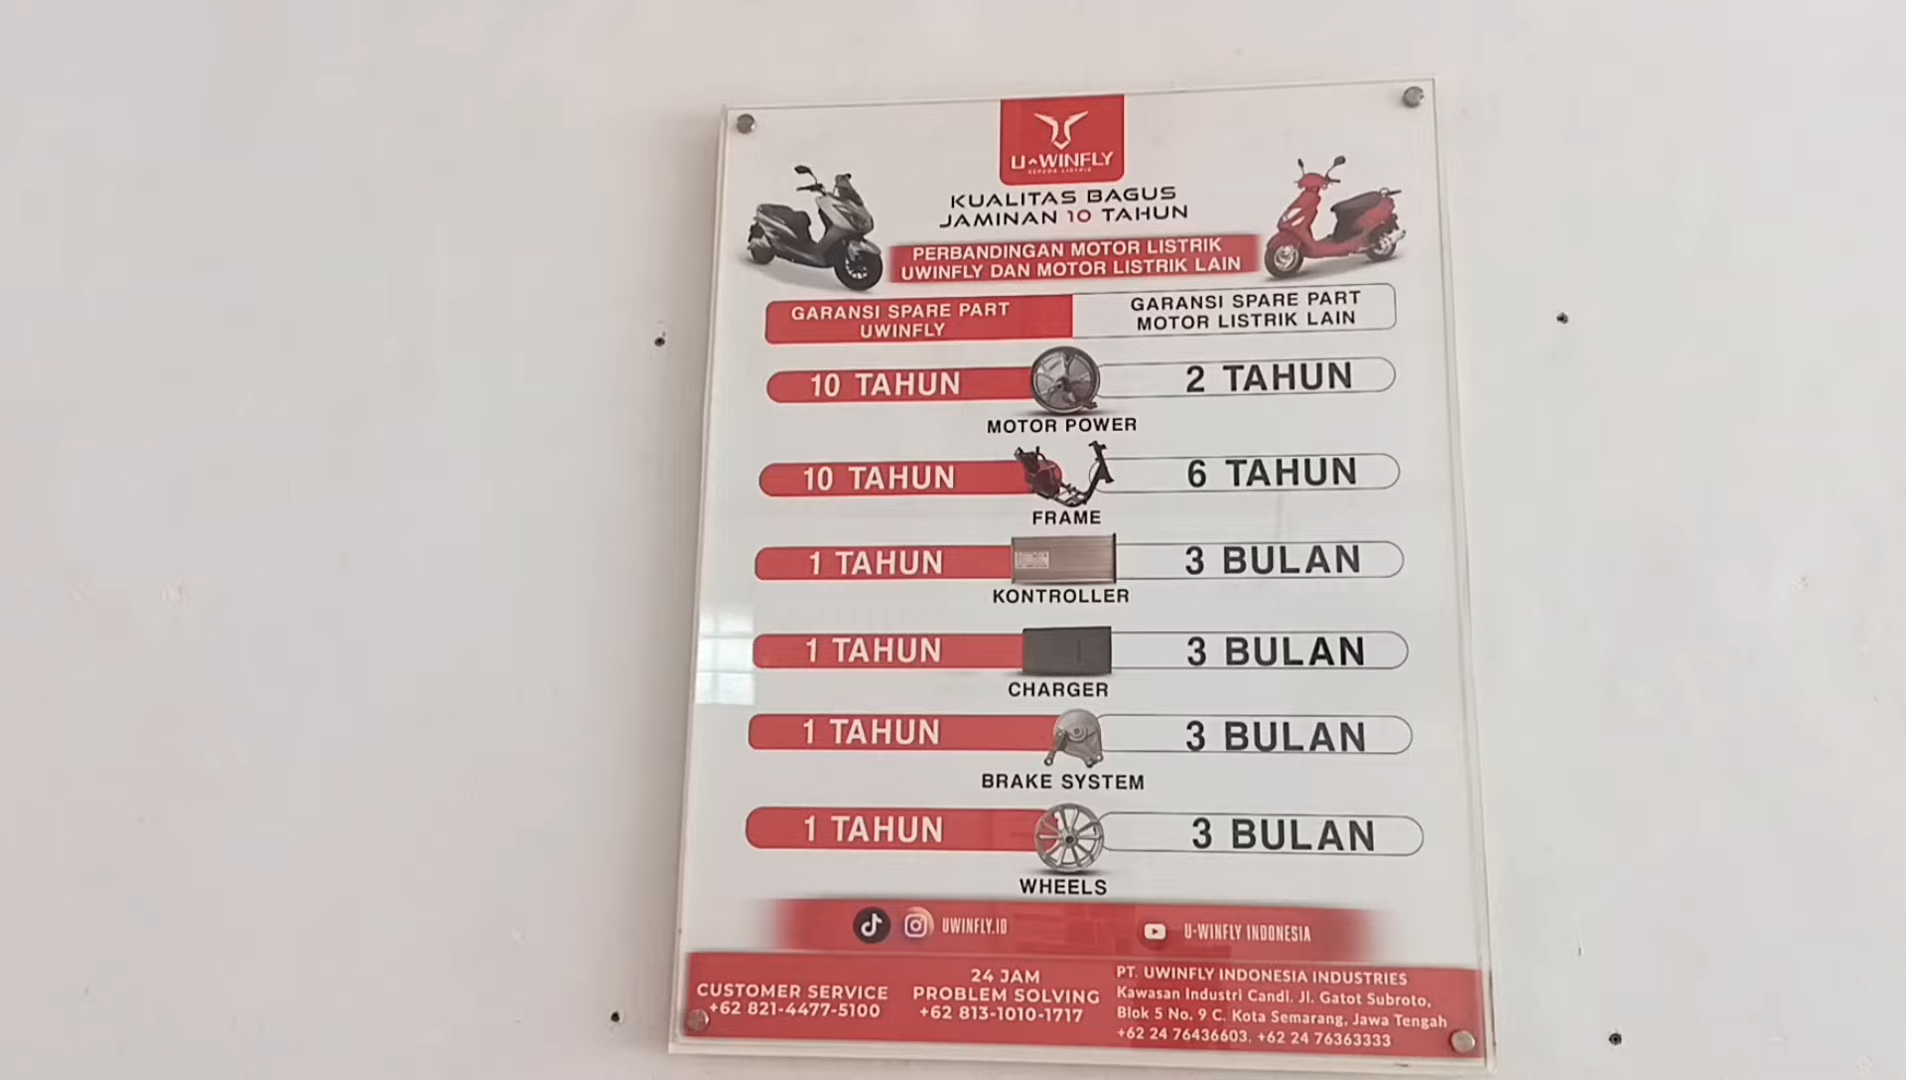 U-WINFLY
SEPEDA LISTRIK
KUALITAS BAGUS
JAMINAN 10 TAHUN
PERBANDINGAN MOTOR LISTRIK
UWINFLY DAN MOTOR LISTRIK LAIN
GARANSI SPARE PART
UWINFLY
GARANSI SPARE PART
MOTOR LISTRIK LAIN
10 TAHUN
2 TAHUN
MOTOR POWER
10 TAHUN
6 TAHUN
FRAME
1 TAHUN
3 BULAN
KONTROLLER
1 TAHUN
3 BULAN
CHARGER
1 TAHUN
3 BULAN
BRAKE SYSTEM
1 TAHUN
3 BULAN
WHEELS
UWINFLY.ID
U-WINFLY INDONESIA
CUSTOMER SERVICE
+62 821-4477-5100
24 JAM
PROBLEM SOLVING
+62 813-1010-1717
PT. UWINFLY INDONESIA INDUSTRIES
Kawasan Industri Candi. Jl. Gatot Subroto,
Blok 5 No. 9 C. Kota Semarang, Jawa Tengah
+62 24 76436603, +62 24 76363333